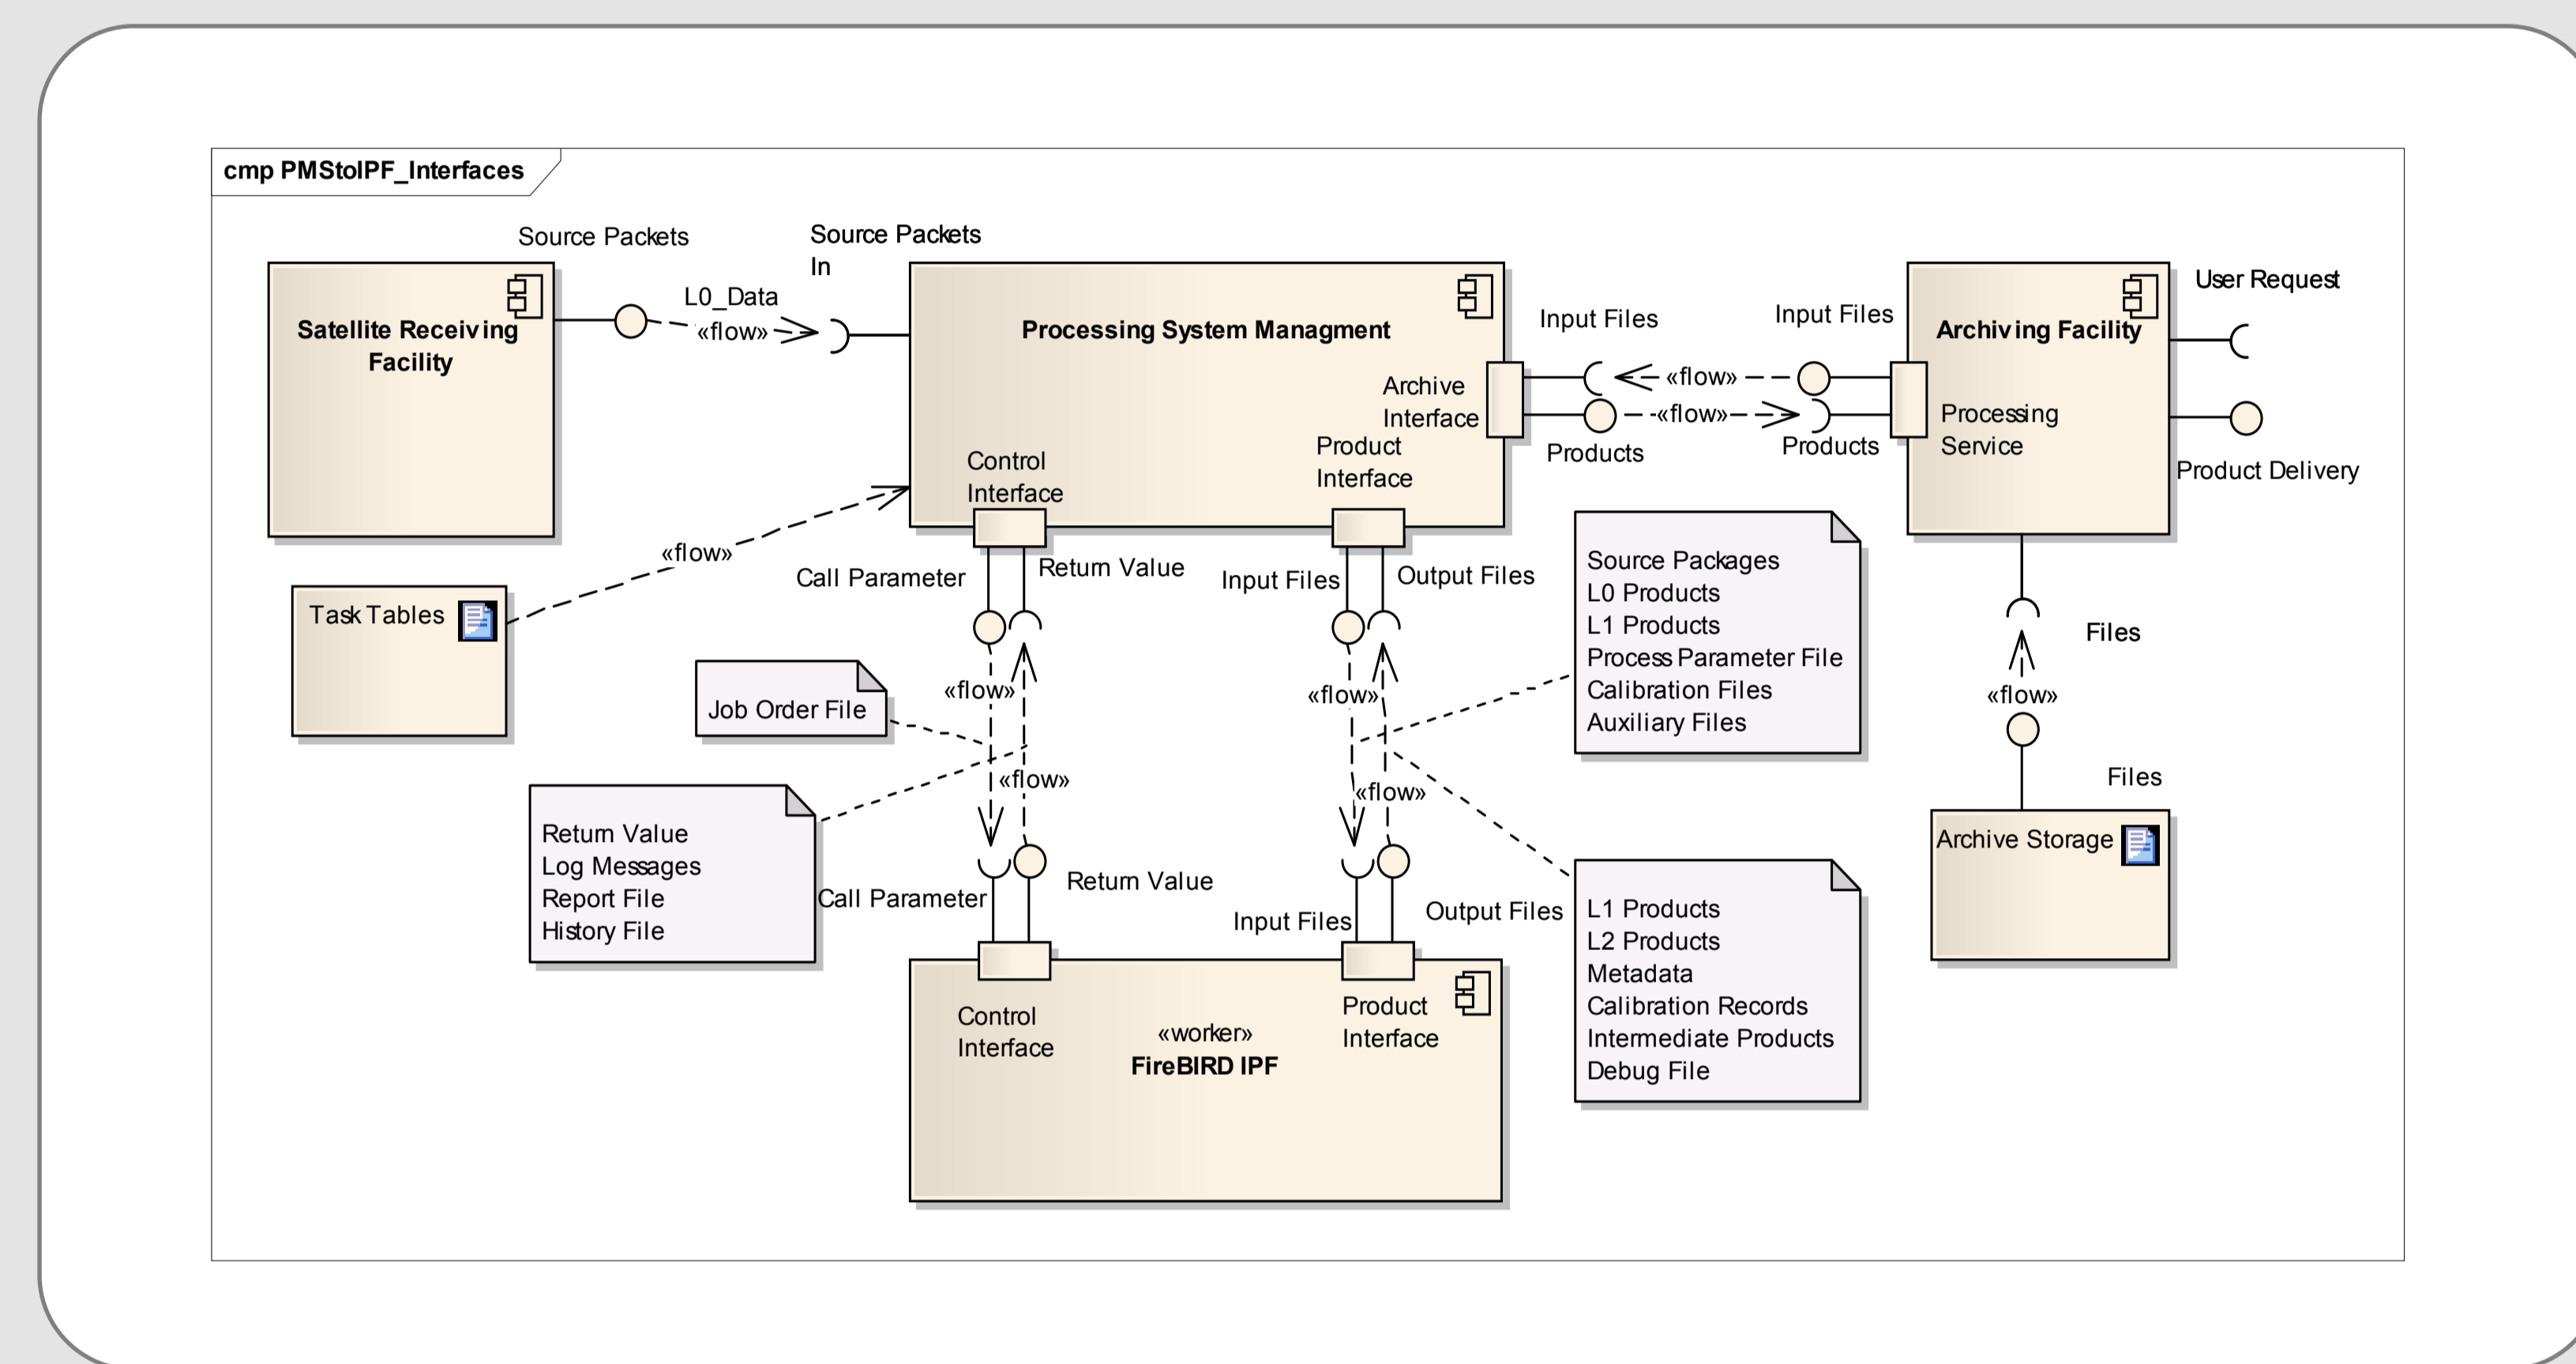 cmp PMStoIPF_Interfaces
Source Packets
Source Packets
In
L0_Data
«flow»
Satellite Receiving
Facility
Processing System Managment
Archive
Interface
Control
Interface
Product
Interface
Input Files
Input Files
«flow»
«flow»
Products
Products
Archiving Facility
Processing
Service
User Request
Product Delivery
«flow»
Task Tables
Call Parameter
Return Value
Input Files
Output Files
«flow»
«flow»
«flow»
«flow»
Job Order File
Return Value
Log Messages
Report File
History File
Source Packages
L0 Products
L1 Products
Process Parameter File
Calibration Files
Auxiliary Files
Files
«flow»
Files
Archive Storage
Call Parameter
Return Value
Input Files
Output Files
L1 Products
L2 Products
Metadata
Calibration Records
Intermediate Products
Debug File
Control
Interface
«worker»
FireBIRD IPF
Product
Interface